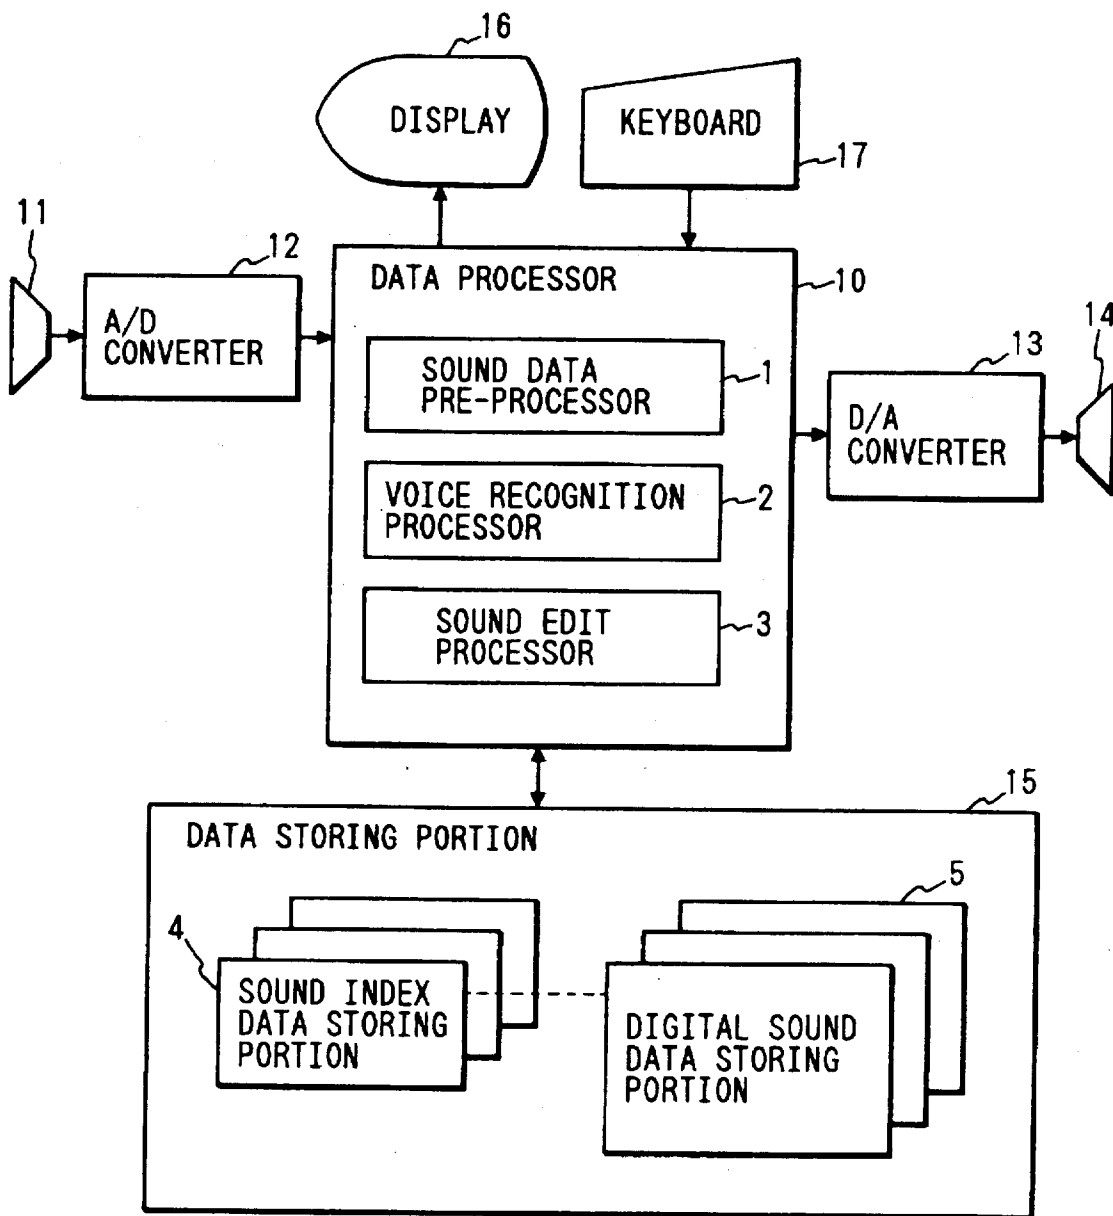 16
DISPLAY
KEYBOARD
17
11
12
A/D
CONVERTER
DATA PROCESSOR
10
SOUND DATA
PRE-PROCESSOR
1
VOICE RECOGNITION
PROCESSOR
2
SOUND EDIT
PROCESSOR
3
13
14
D/A
CONVERTER
15
DATA STORING PORTION
4
SOUND INDEX
DATA STORING
PORTION
5
DIGITAL SOUND
DATA STORING
PORTION